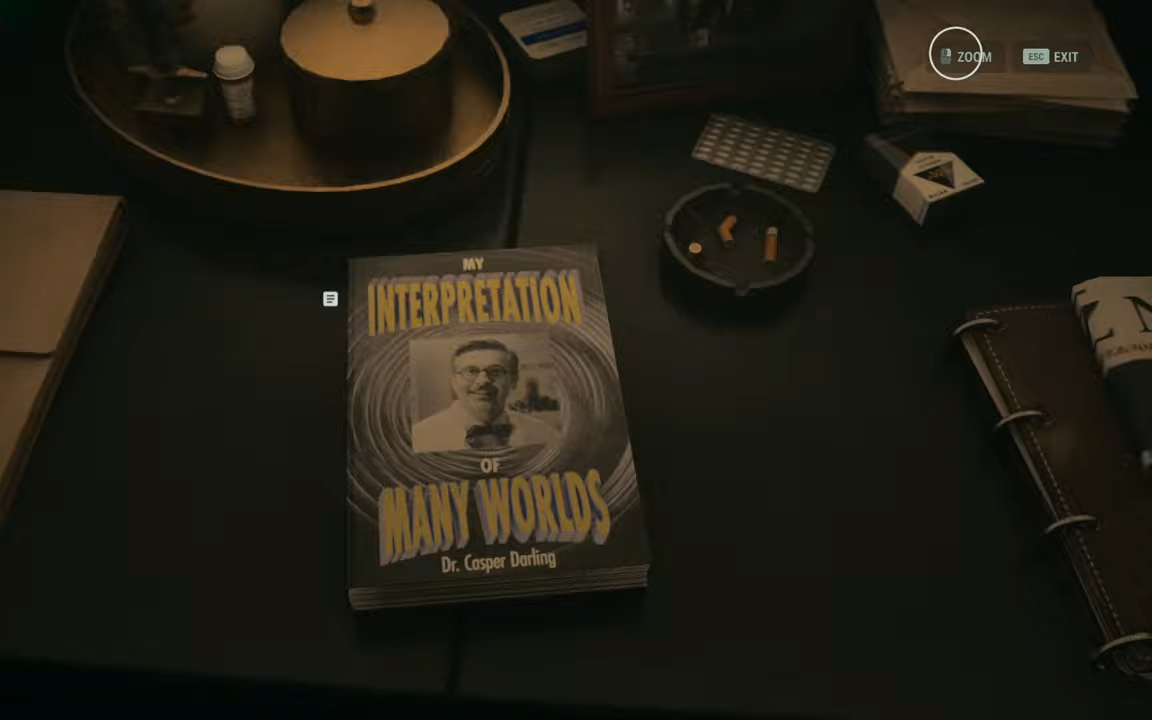 ZOOM
ESC EXIT
MY
INTERPRETATION
OF
MANY WORLDS
Dr. Casper Darling